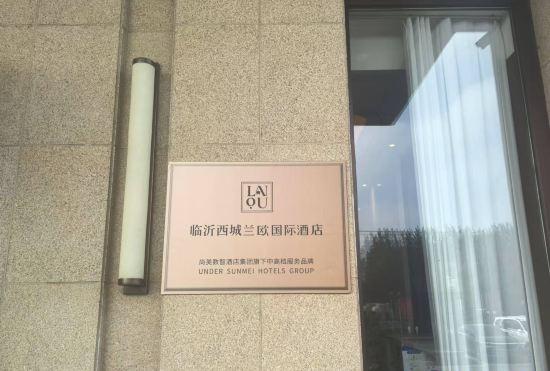 LAI
OU
临沂西城兰欧国际酒店
尚美数智酒店集团旗下中高档服务品牌
UNDER SUNMEI HOTELS GROUP